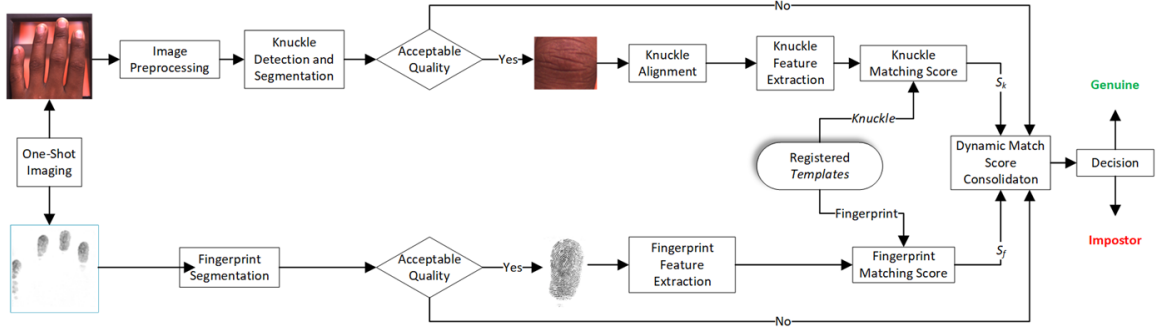 No
Image
Preprocessing
Knuckle
Detection and
Segmentation
Acceptable
Quality
Yes
Knuckle
Alignment
Knuckle
Feature
Extraction
Knuckle
Matching Score
Sk
Genuine
One-Shot
Imaging
Knuckle
Registered
Templates
Fingerprint
Dynamic Match
Score
Consolidaton
Decision
Impostor
Fingerprint
Segmentation
Acceptable
Quality
Yes
Fingerprint
Feature
Extraction
Fingerprint
Matching Score
Sf
No